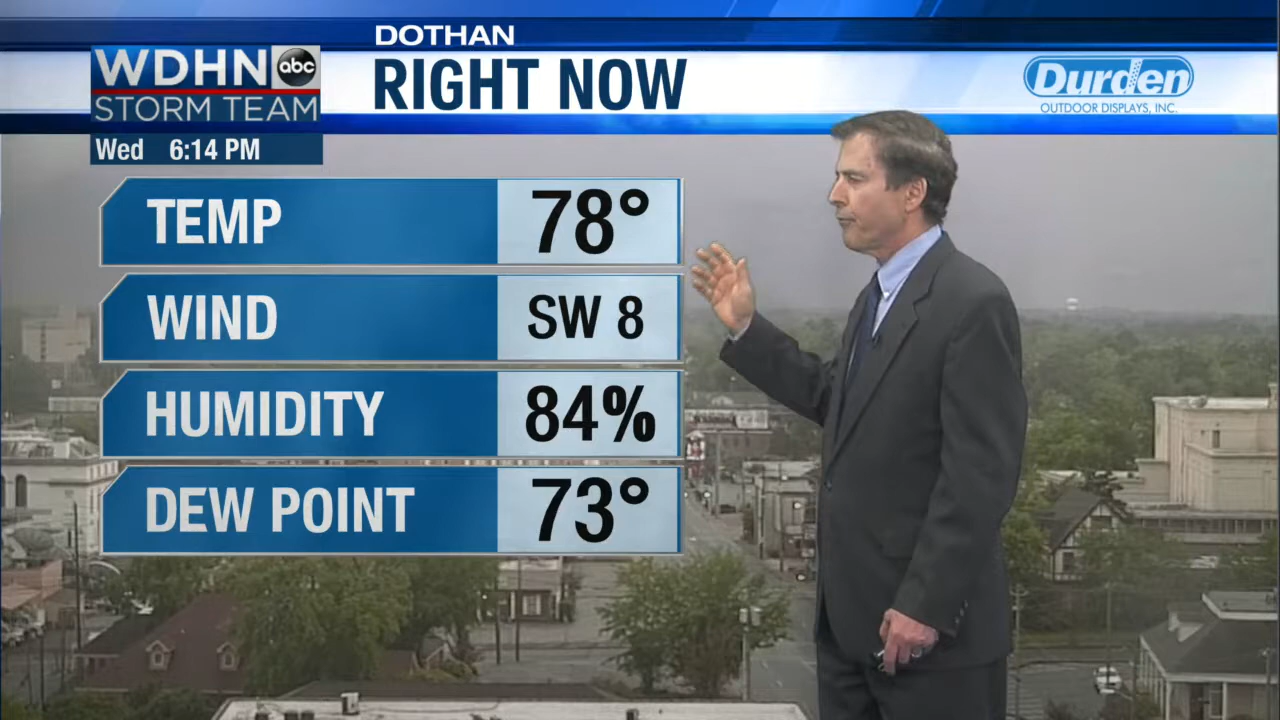 DOTHAN
RIGHT NOW
WDHN abc
STORM TEAM
Durden
OUTDOOR DISPLAYS, INC.
Wed 6:14 PM
TEMP 78°
WIND SW 8
HUMIDITY 84%
DEW POINT 73°